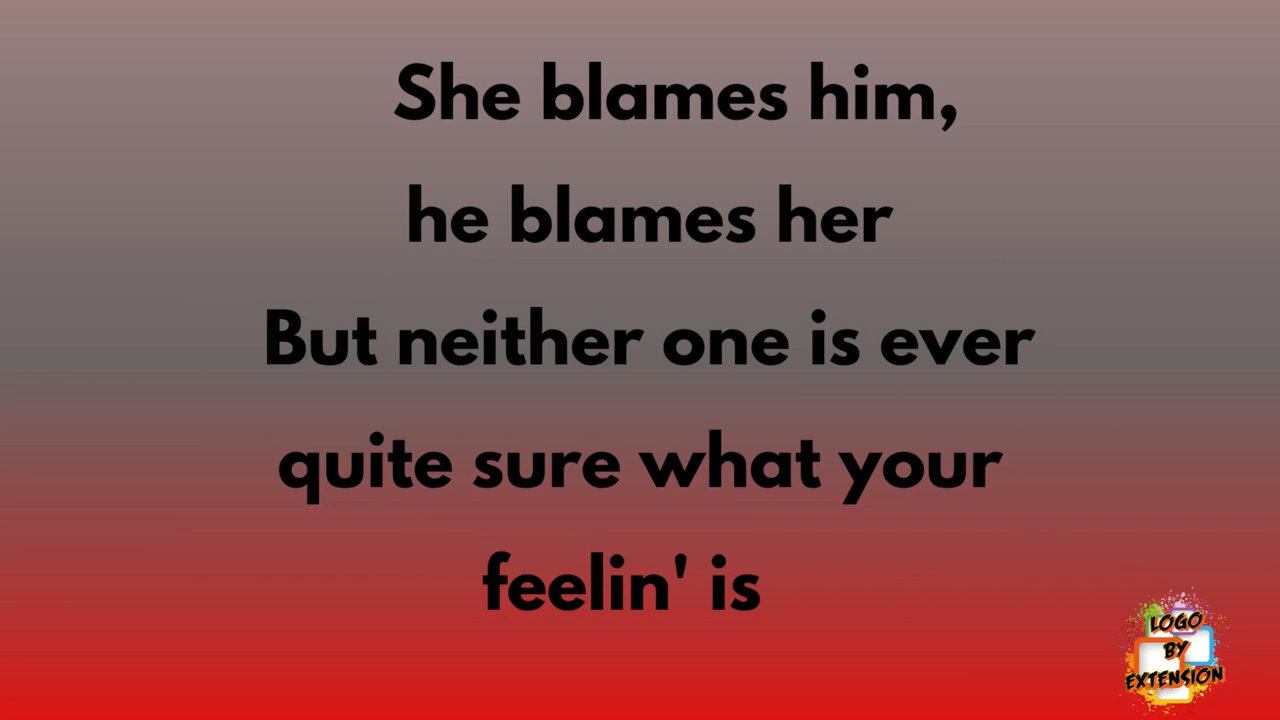 She blames him,
he blames her
But neither one is ever
quite sure what your
feelin' is
LOGO
BY
EXTENSION